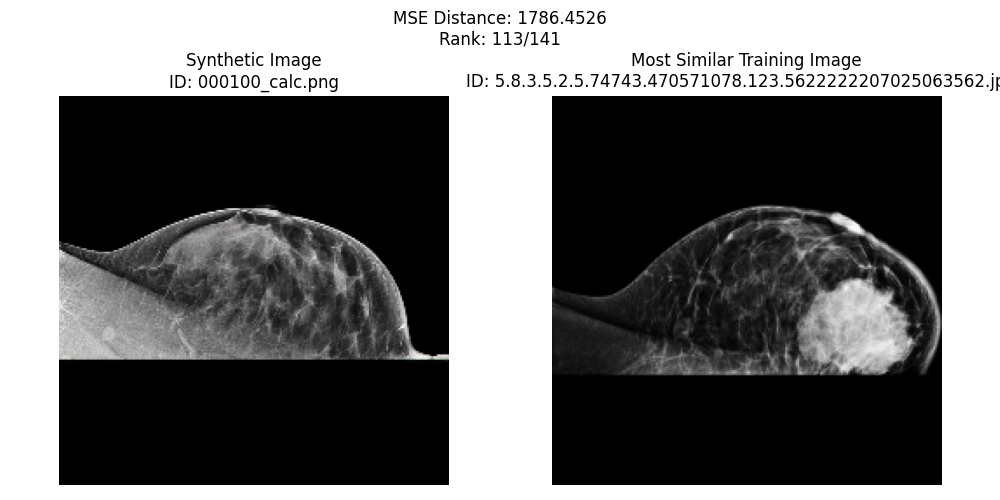 MSE Distance: 1786.4526
Rank: 113/141
Synthetic Image
ID: 000100_calc.png
Most Similar Training Image
ID: 5.8.3.5.2.5.74743.470571078.123.5622222207025063562.jp